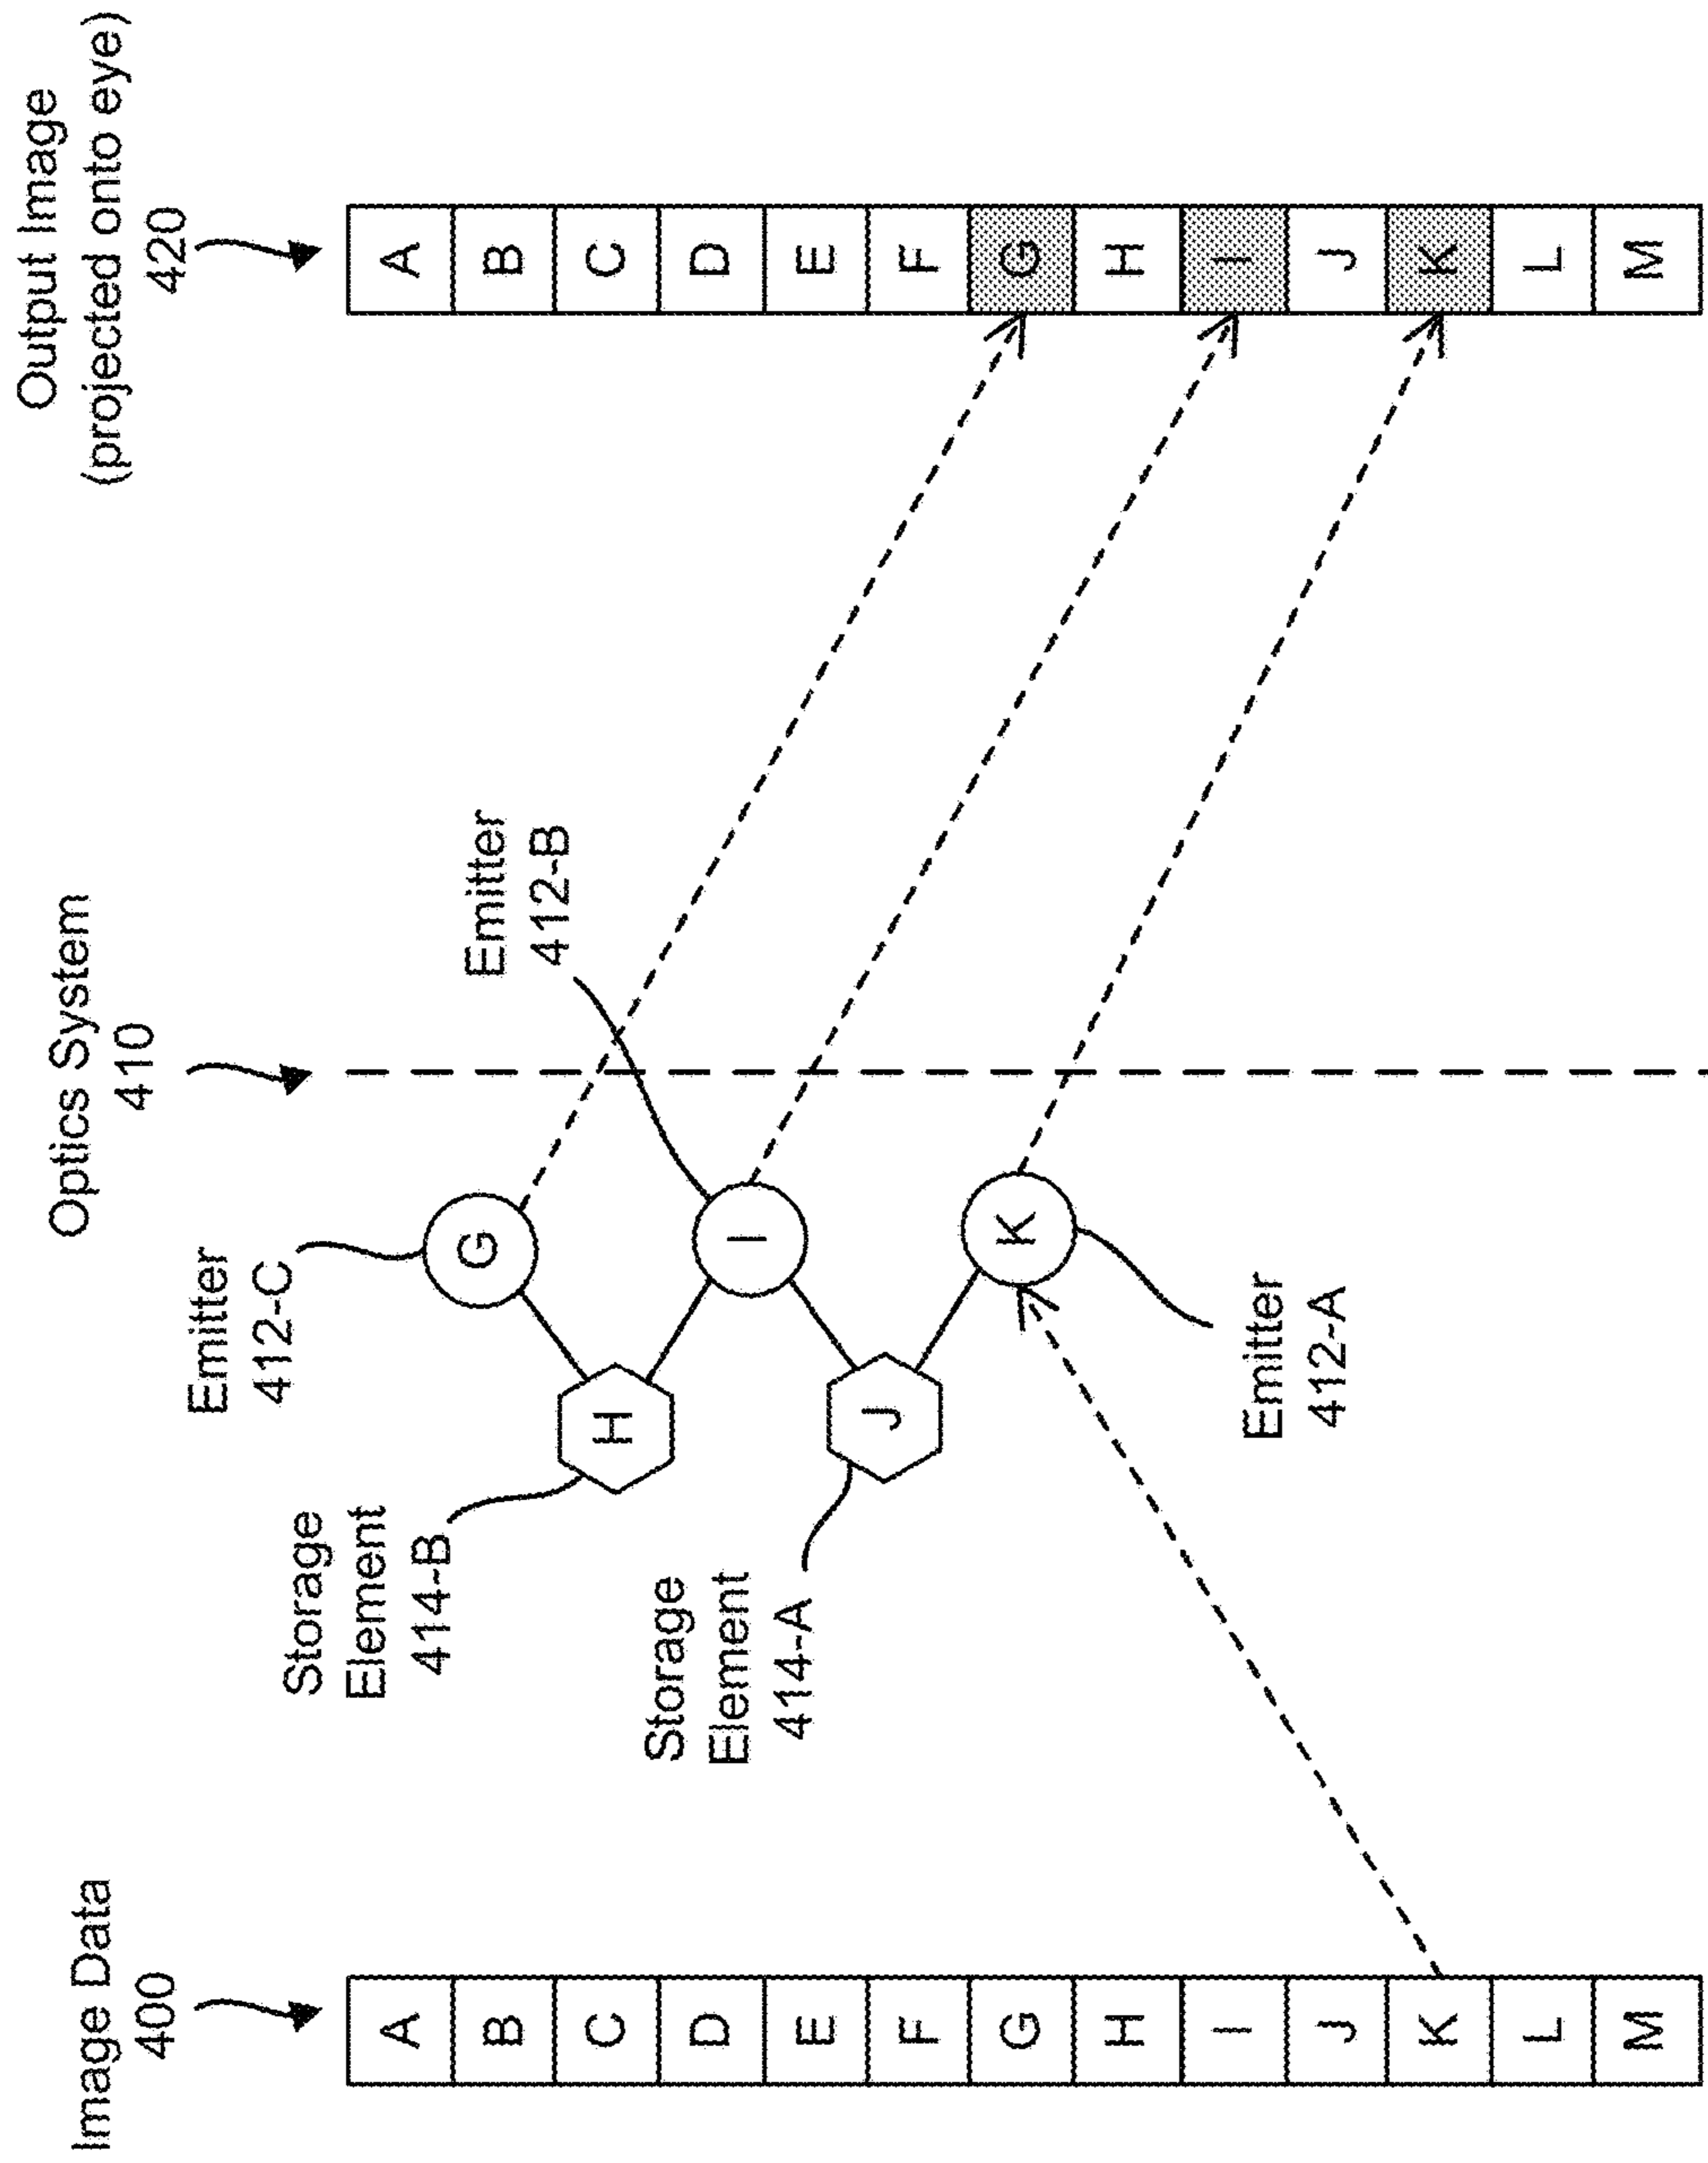 Image Data
400
A
B
C
D
E
F
G
H
I
J
K
L
M
Storage
Element
414-B
H
Storage
Element
414-A
J
Emitter
412-C
G
I
K
Emitter
412-A
Optics System
410
Emitter
412-B
Output Image
(projected onto eye)
420
A
B
C
D
E
F
G
H
I
J
K
L
M